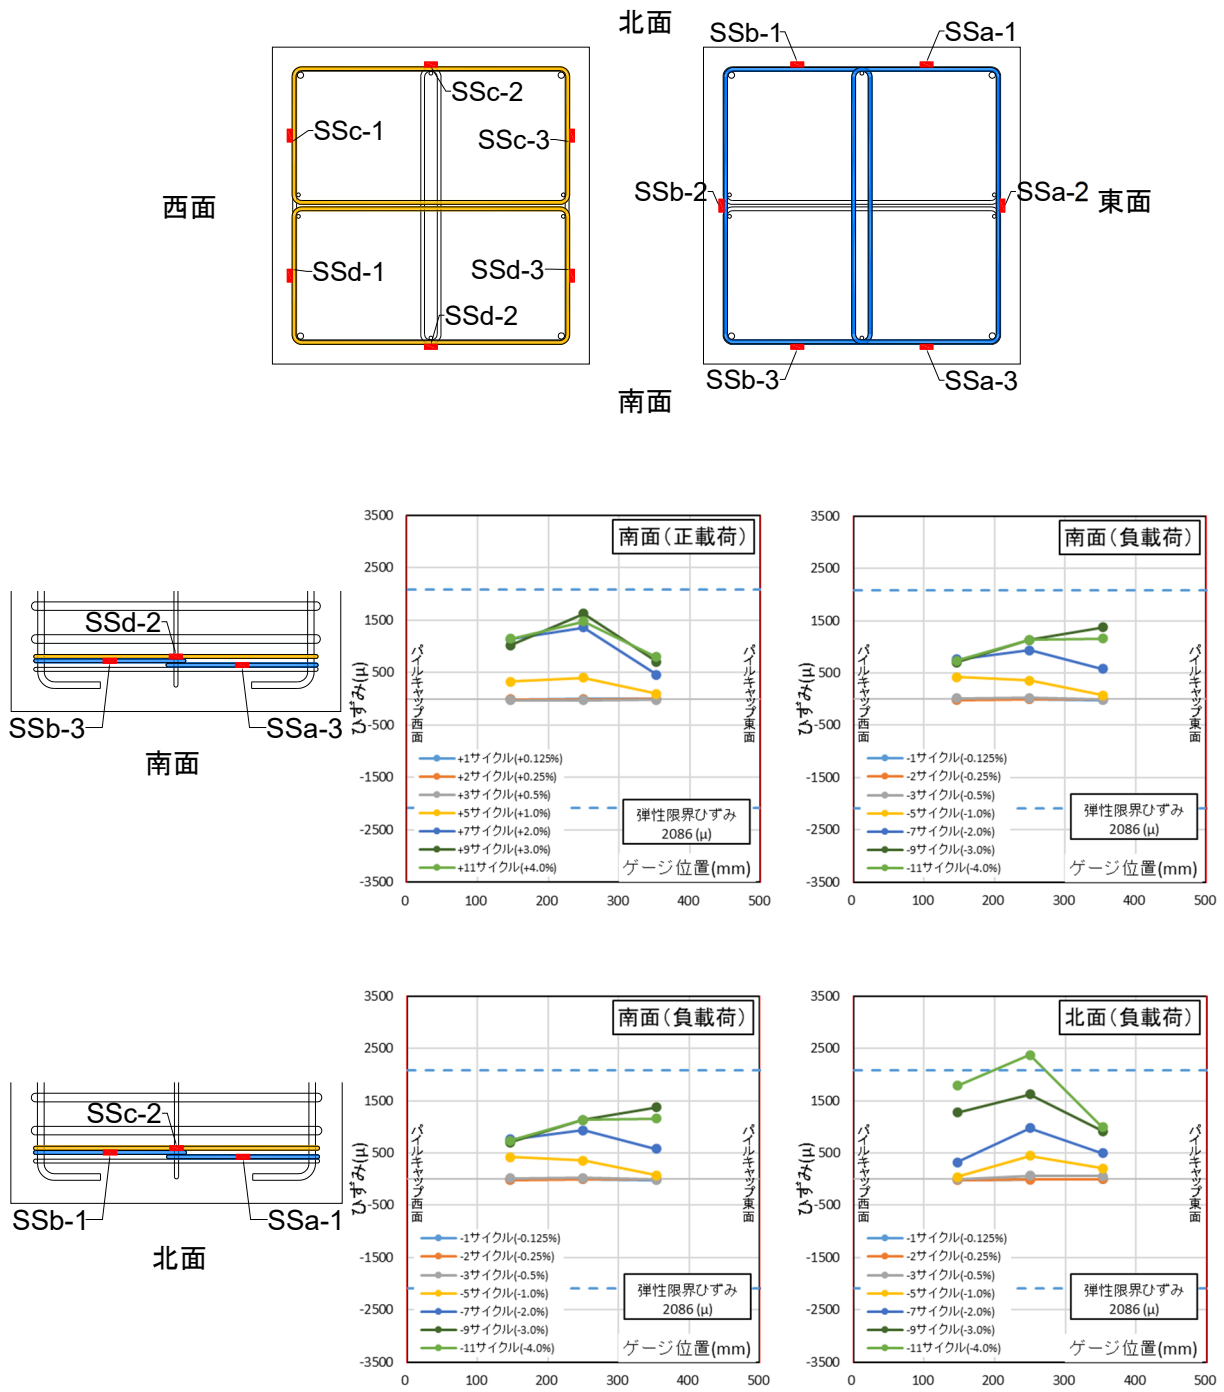 北面
SSb-1
SSa-1
SSc-2
SSc-1
SSc-3
西面
SSb-2
SSa-2
東面
SSd-1
SSd-3
SSd-2
SSb-3
SSa-3
南面
SSd-2
SSb-3
SSa-3
南面
南面(正載荷)
3500
2500
1500
500
-500
-1500
-2500
-3500
ひずみ(μ)
パイルキャップ西面
パイルキャップ東面
+1サイクル(+0.125%)
+2サイクル(+0.25%)
+3サイクル(+0.5%)
+5サイクル(+1.0%)
+7サイクル(+2.0%)
+9サイクル(+3.0%)
+11サイクル(+4.0%)
弾性限界ひずみ
2086 (μ)
ゲージ位置(mm)
0 100 200 300 400 500
南面(負載荷)
3500
2500
1500
500
-500
-1500
-2500
-3500
ひずみ(μ)
パイルキャップ西面
パイルキャップ東面
-1サイクル(-0.125%)
-2サイクル(-0.25%)
-3サイクル(-0.5%)
-5サイクル(-1.0%)
-7サイクル(-2.0%)
-9サイクル(-3.0%)
-11サイクル(-4.0%)
弾性限界ひずみ
2086 (μ)
ゲージ位置(mm)
0 100 200 300 400 500
SSc-2
SSb-1
SSa-1
北面
南面(負載荷)
3500
2500
1500
500
-500
-1500
-2500
-3500
ひずみ(μ)
パイルキャップ西面
パイルキャップ東面
-1サイクル(-0.125%)
-2サイクル(-0.25%)
-3サイクル(-0.5%)
-5サイクル(-1.0%)
-7サイクル(-2.0%)
-9サイクル(-3.0%)
-11サイクル(-4.0%)
弾性限界ひずみ
2086 (μ)
ゲージ位置(mm)
0 100 200 300 400 500
北面(負載荷)
3500
2500
1500
500
-500
-1500
-2500
-3500
ひずみ(μ)
パイルキャップ西面
パイルキャップ東面
-1サイクル(-0.125%)
-2サイクル(-0.25%)
-3サイクル(-0.5%)
-5サイクル(-1.0%)
-7サイクル(-2.0%)
-9サイクル(-3.0%)
-11サイクル(-4.0%)
弾性限界ひずみ
2086 (μ)
ゲージ位置(mm)
0 100 200 300 400 500